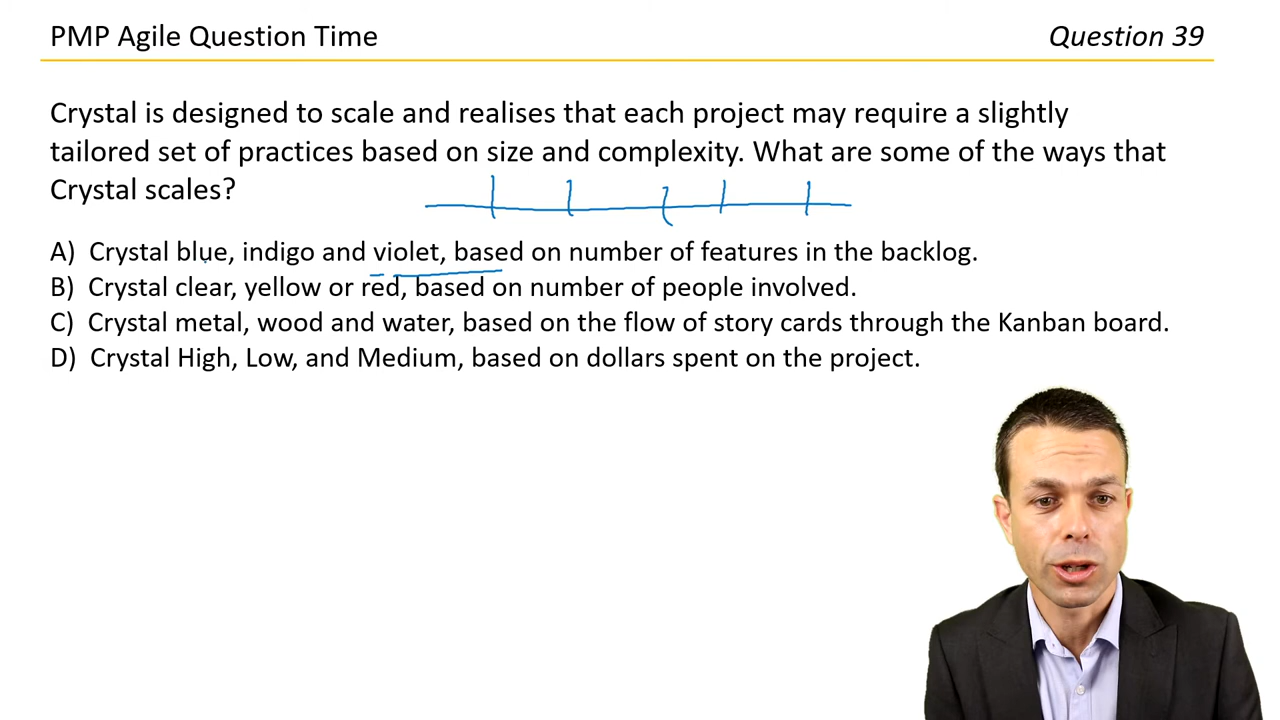 PMP Agile Question Time
Question 39
Crystal is designed to scale and realises that each project may require a slightly
tailored set of practices based on size and complexity. What are some of the ways that
Crystal scales?
A) Crystal blue, indigo and violet, based on number of features in the backlog.
B) Crystal clear, yellow or red, based on number of people involved.
C) Crystal metal, wood and water, based on the flow of story cards through the Kanban board.
D) Crystal High, Low, and Medium, based on dollars spent on the project.